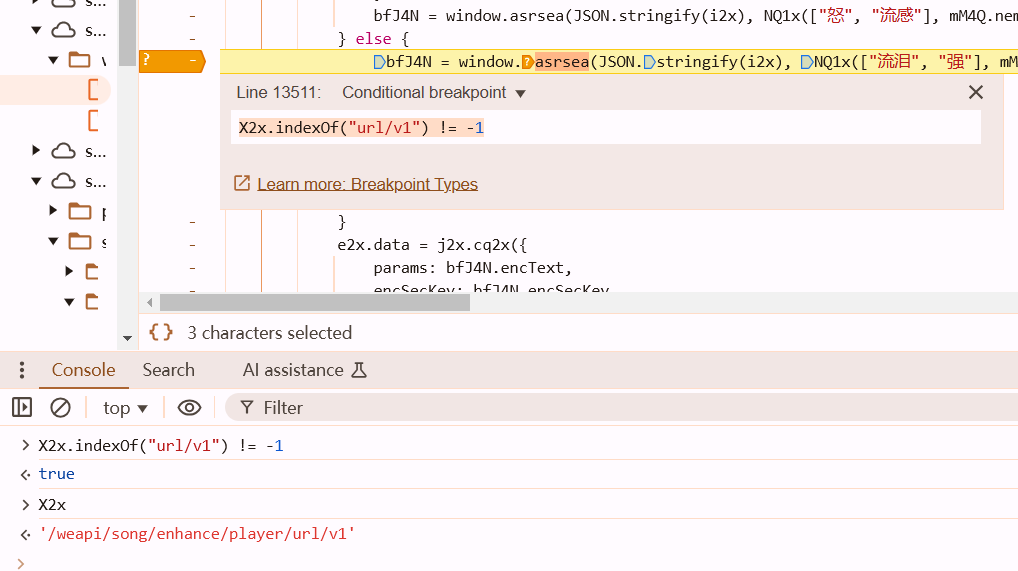 s...
bfJ4N = window.asrsea(JSON.stringify(i2x), NQ1x(["怒", "流感"], mM4Q.nem
s...
} else {
bfJ4N = window.asrsea(JSON.stringify(i2x), NQ1x(["流泪", "强"], mM
Line 13511: Conditional breakpoint
X2x.indexOf("url/v1") != -1
s...
s...
Learn more: Breakpoint Types
}
e2x.data = j2x.cq2x({
params: bfJ4N.encText,
encSecKey: bfJ4N.encSecKey
{} 3 characters selected
Console Search AI assistance
top Filter
X2x.indexOf("url/v1") != -1
true
X2x
'/weapi/song/enhance/player/url/v1'